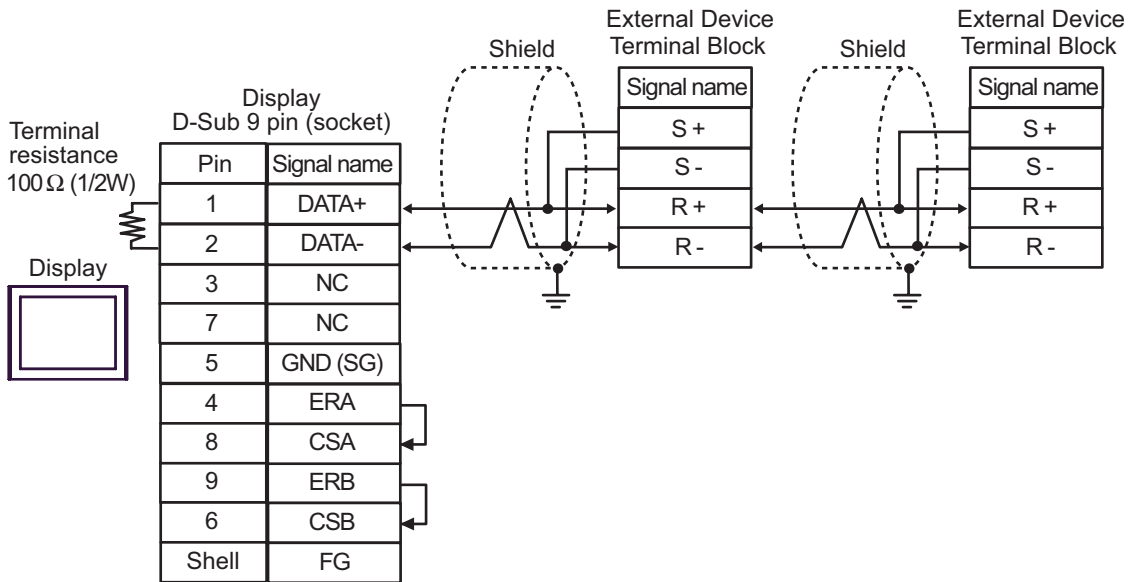 External Device
Terminal Block
External Device
Terminal Block
Shield
Shield
Signal name
Signal name
S +
S -
R +
R -
S +
S -
R +
R -
Display
D-Sub 9 pin (socket)
Terminal
resistance
100 Ω (1/2W)
Display
Pin Signal name
1 DATA+
2 DATA-
3 NC
7 NC
5 GND (SG)
4 ERA
8 CSA
9 ERB
6 CSB
Shell FG